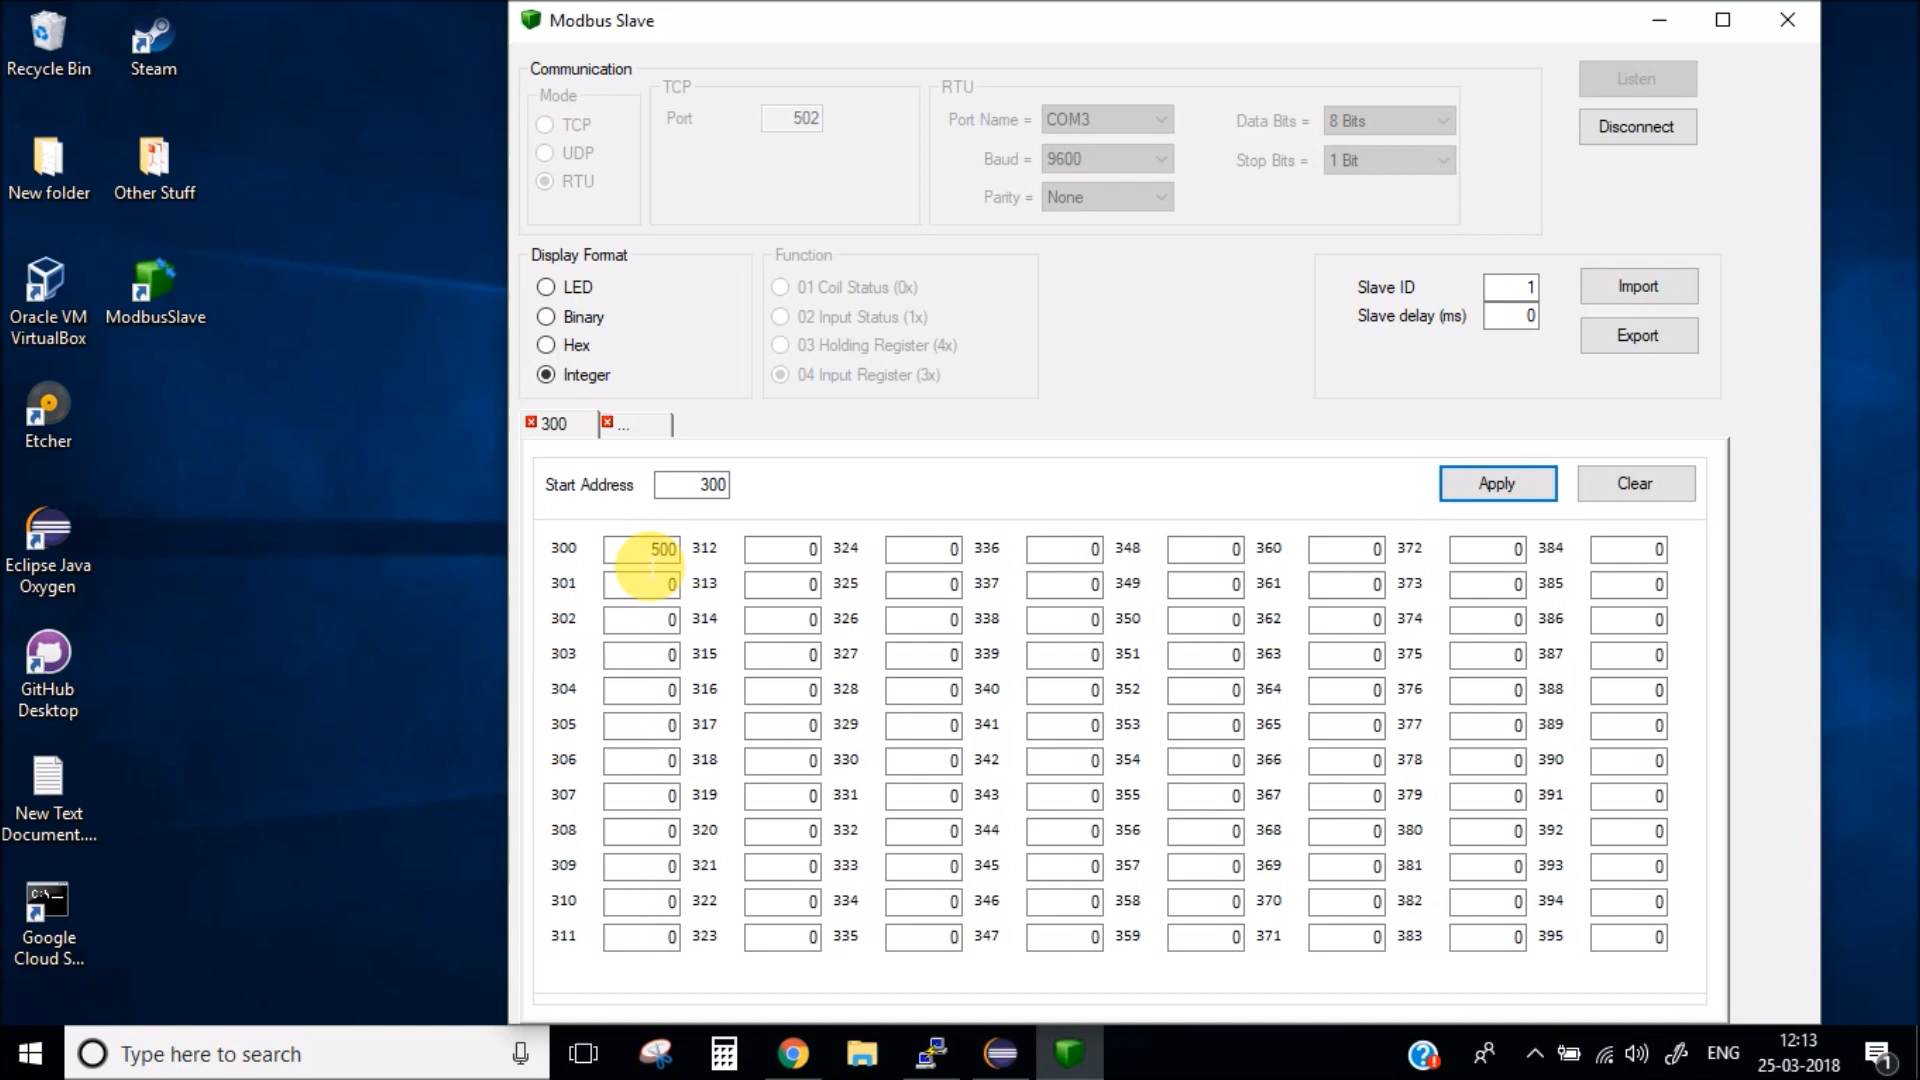 Recycle Bin
Steam
New folder
Other Stuff
Oracle VM
VirtualBox
ModbusSlave
Etcher
Eclipse Java
Oxygen
GitHub
Desktop
New Text
Document....
Google
Cloud S...
Modbus Slave
Communication
Mode
TCP
UDP
RTU
TCP
Port 502
RTU
Port Name = COM3
Baud = 9600
Parity = None
Data Bits = 8 Bits
Stop Bits = 1 Bit
Listen
Disconnect
Display Format
LED
Binary
Hex
Integer
Function
01 Coil Status (0x)
02 Input Status (1x)
03 Holding Register (4x)
04 Input Register (3x)
Slave ID 1
Slave delay (ms) 0
Import
Export
300 ...
Start Address 300
Apply Clear
300 500 312 0 324 0 336 0 348 0 360 0 372 0 384 0
301 0 313 0 325 0 337 0 349 0 361 0 373 0 385 0
302 0 314 0 326 0 338 0 350 0 362 0 374 0 386 0
303 0 315 0 327 0 339 0 351 0 363 0 375 0 387 0
304 0 316 0 328 0 340 0 352 0 364 0 376 0 388 0
305 0 317 0 329 0 341 0 353 0 365 0 377 0 389 0
306 0 318 0 330 0 342 0 354 0 366 0 378 0 390 0
307 0 319 0 331 0 343 0 355 0 367 0 379 0 391 0
308 0 320 0 332 0 344 0 356 0 368 0 380 0 392 0
309 0 321 0 333 0 345 0 357 0 369 0 381 0 393 0
310 0 322 0 334 0 346 0 358 0 370 0 382 0 394 0
311 0 323 0 335 0 347 0 359 0 371 0 383 0 395 0
Type here to search
ENG
12:13
25-03-2018
1